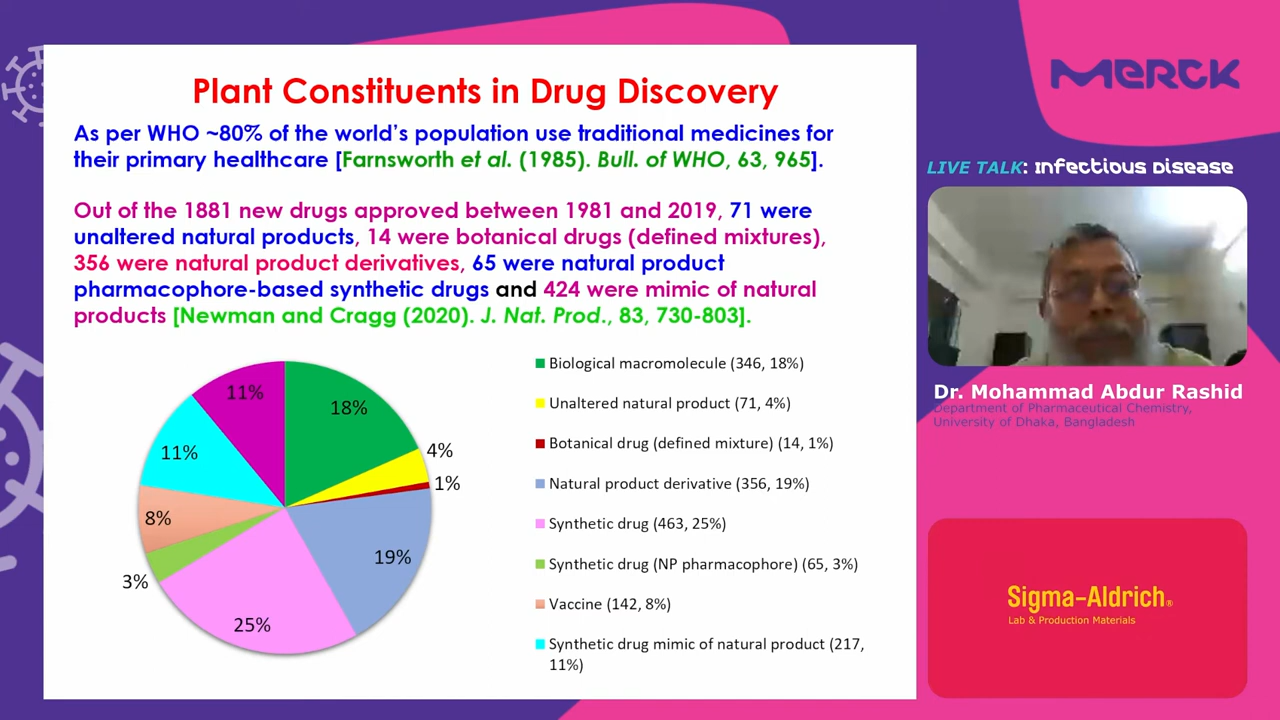 Plant Constituents in Drug Discovery
As per WHO ~80% of the world's population use traditional medicines for
their primary healthcare [Farnsworth et al. (1985). Bull. of WHO, 63, 965].
Out of the 1881 new drugs approved between 1981 and 2019, 71 were
unaltered natural products, 14 were botanical drugs (defined mixtures),
356 were natural product derivatives, 65 were natural product
pharmacophore-based synthetic drugs and 424 were mimic of natural
products [Newman and Cragg (2020). J. Nat. Prod., 83, 730-803].
11%
18%
4%
1%
19%
25%
3%
8%
11%
Biological macromolecule (346, 18%)
Unaltered natural product (71, 4%)
Botanical drug (defined mixture) (14, 1%)
Natural product derivative (356, 19%)
Synthetic drug (463, 25%)
Synthetic drug (NP pharmacophore) (65, 3%)
Vaccine (142, 8%)
Synthetic drug mimic of natural product (217,
11%)
MERCK
LIVE TALK: Infectious Disease
Dr. Mohammad Abdur Rashid
Department of Pharmaceutical Chemistry,
University of Dhaka, Bangladesh
Sigma-Aldrich®
Lab & Production Materials